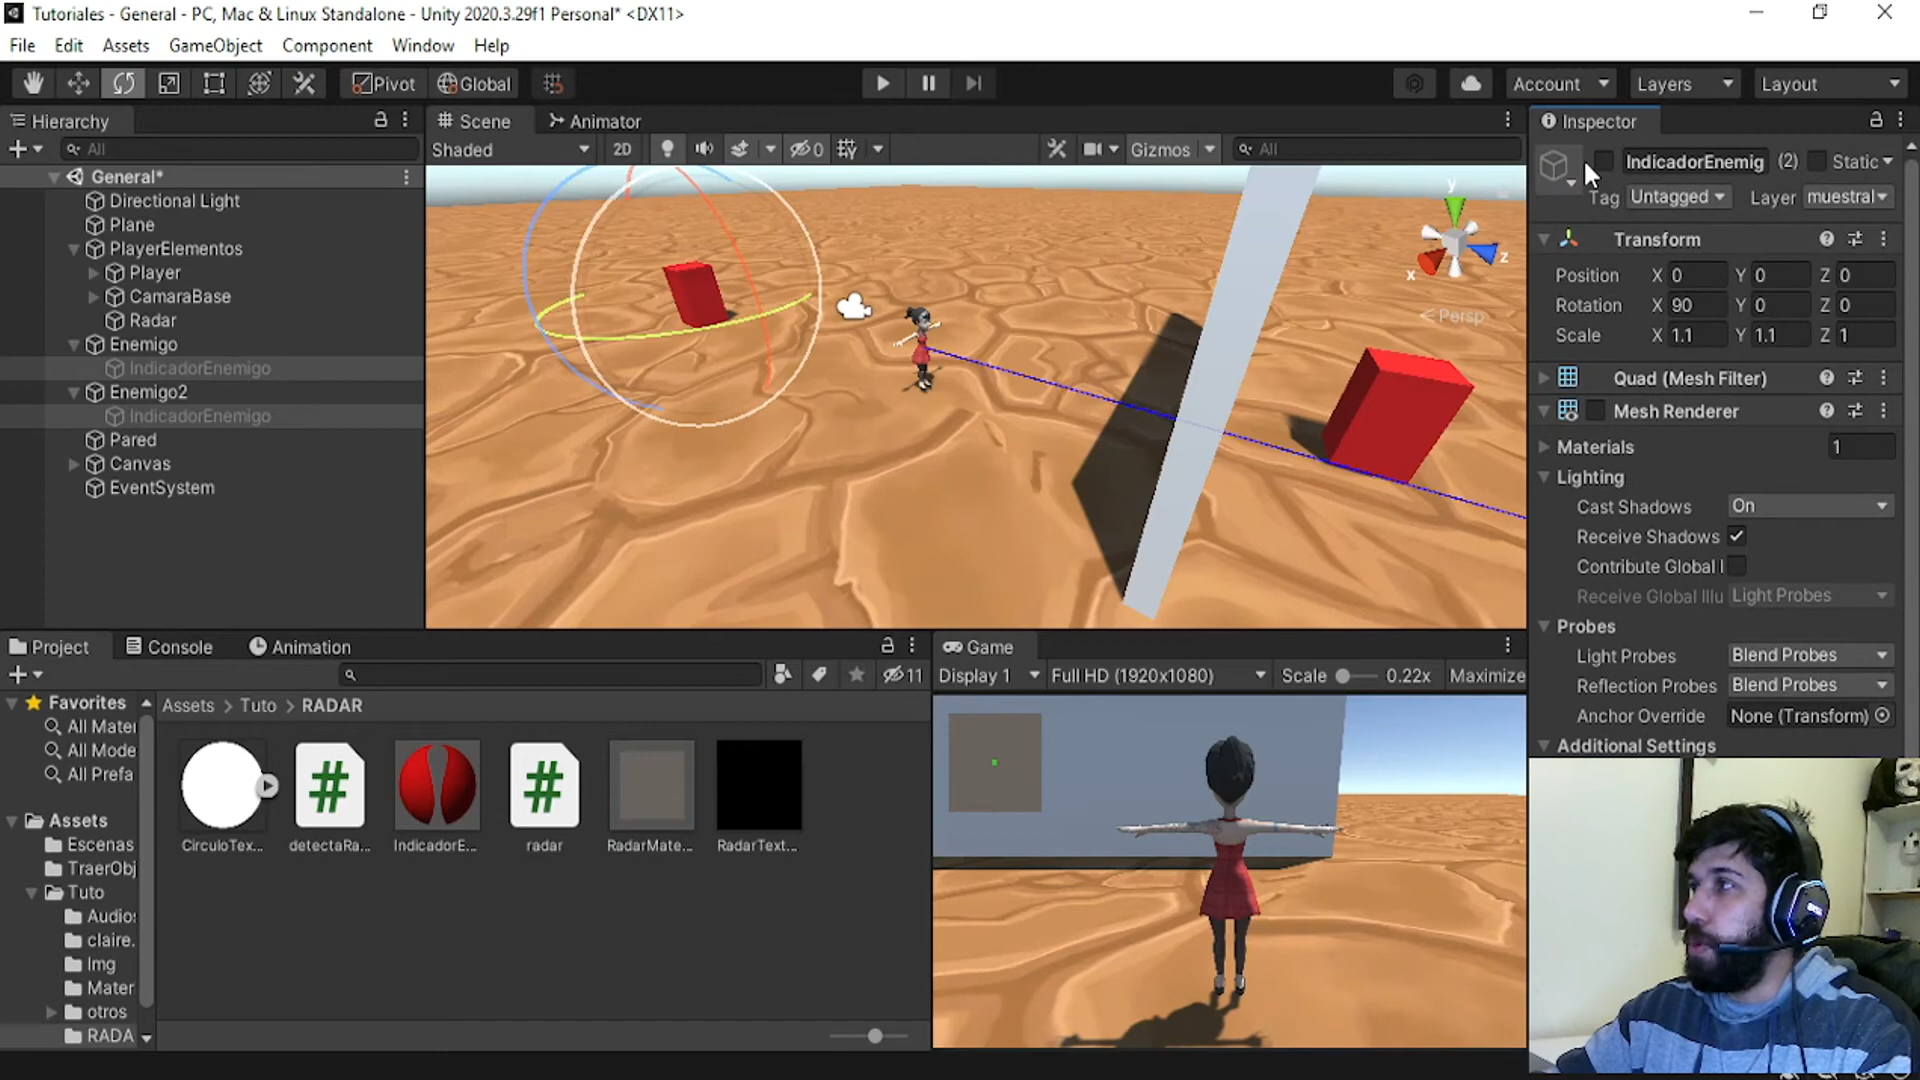 Tutoriales - General - PC, Mac & Linux Standalone - Unity 2020.3.29f1 Personal* <DX11>
File Edit Assets GameObject Component Window Help
Pivot Global Account Layers Layout
Hierarchy
All
General*
Directional Light
Plane
PlayerElementos
Player
CamaraBase
Radar
Enemigo
IndicadorEnemigo
Enemigo2
IndicadorEnemigo
Pared
Canvas
EventSystem
Scene Animator
Shaded 2D 0 Gizmos All
y
x
z
Persp
Inspector
IndicadorEnemig (2) Static
Tag Untagged Layer muestral
Transform
Position X 0 Y 0 Z 0
Rotation X 90 Y 0 Z 0
Scale X 1.1 Y 1.1 Z 1
Quad (Mesh Filter)
Mesh Renderer
Materials 1
Lighting
Cast Shadows On
Receive Shadows
Contribute Global I
Receive Global Illu Light Probes
Probes
Light Probes Blend Probes
Reflection Probes Blend Probes
Anchor Override None (Transform)
Additional Settings
Project Console Animation
11
Favorites
All Mater
All Mode
All Prefa
Assets
Escenas
TraerObj
Tuto
Audio
claire.
Img
Mater
otros
RADA
Assets > Tuto > RADAR
CirculoTex... detectaRa... IndicadorE... radar RadarMate... RadarText...
Game
Display 1 Full HD (1920x1080) Scale 0.22x Maximize